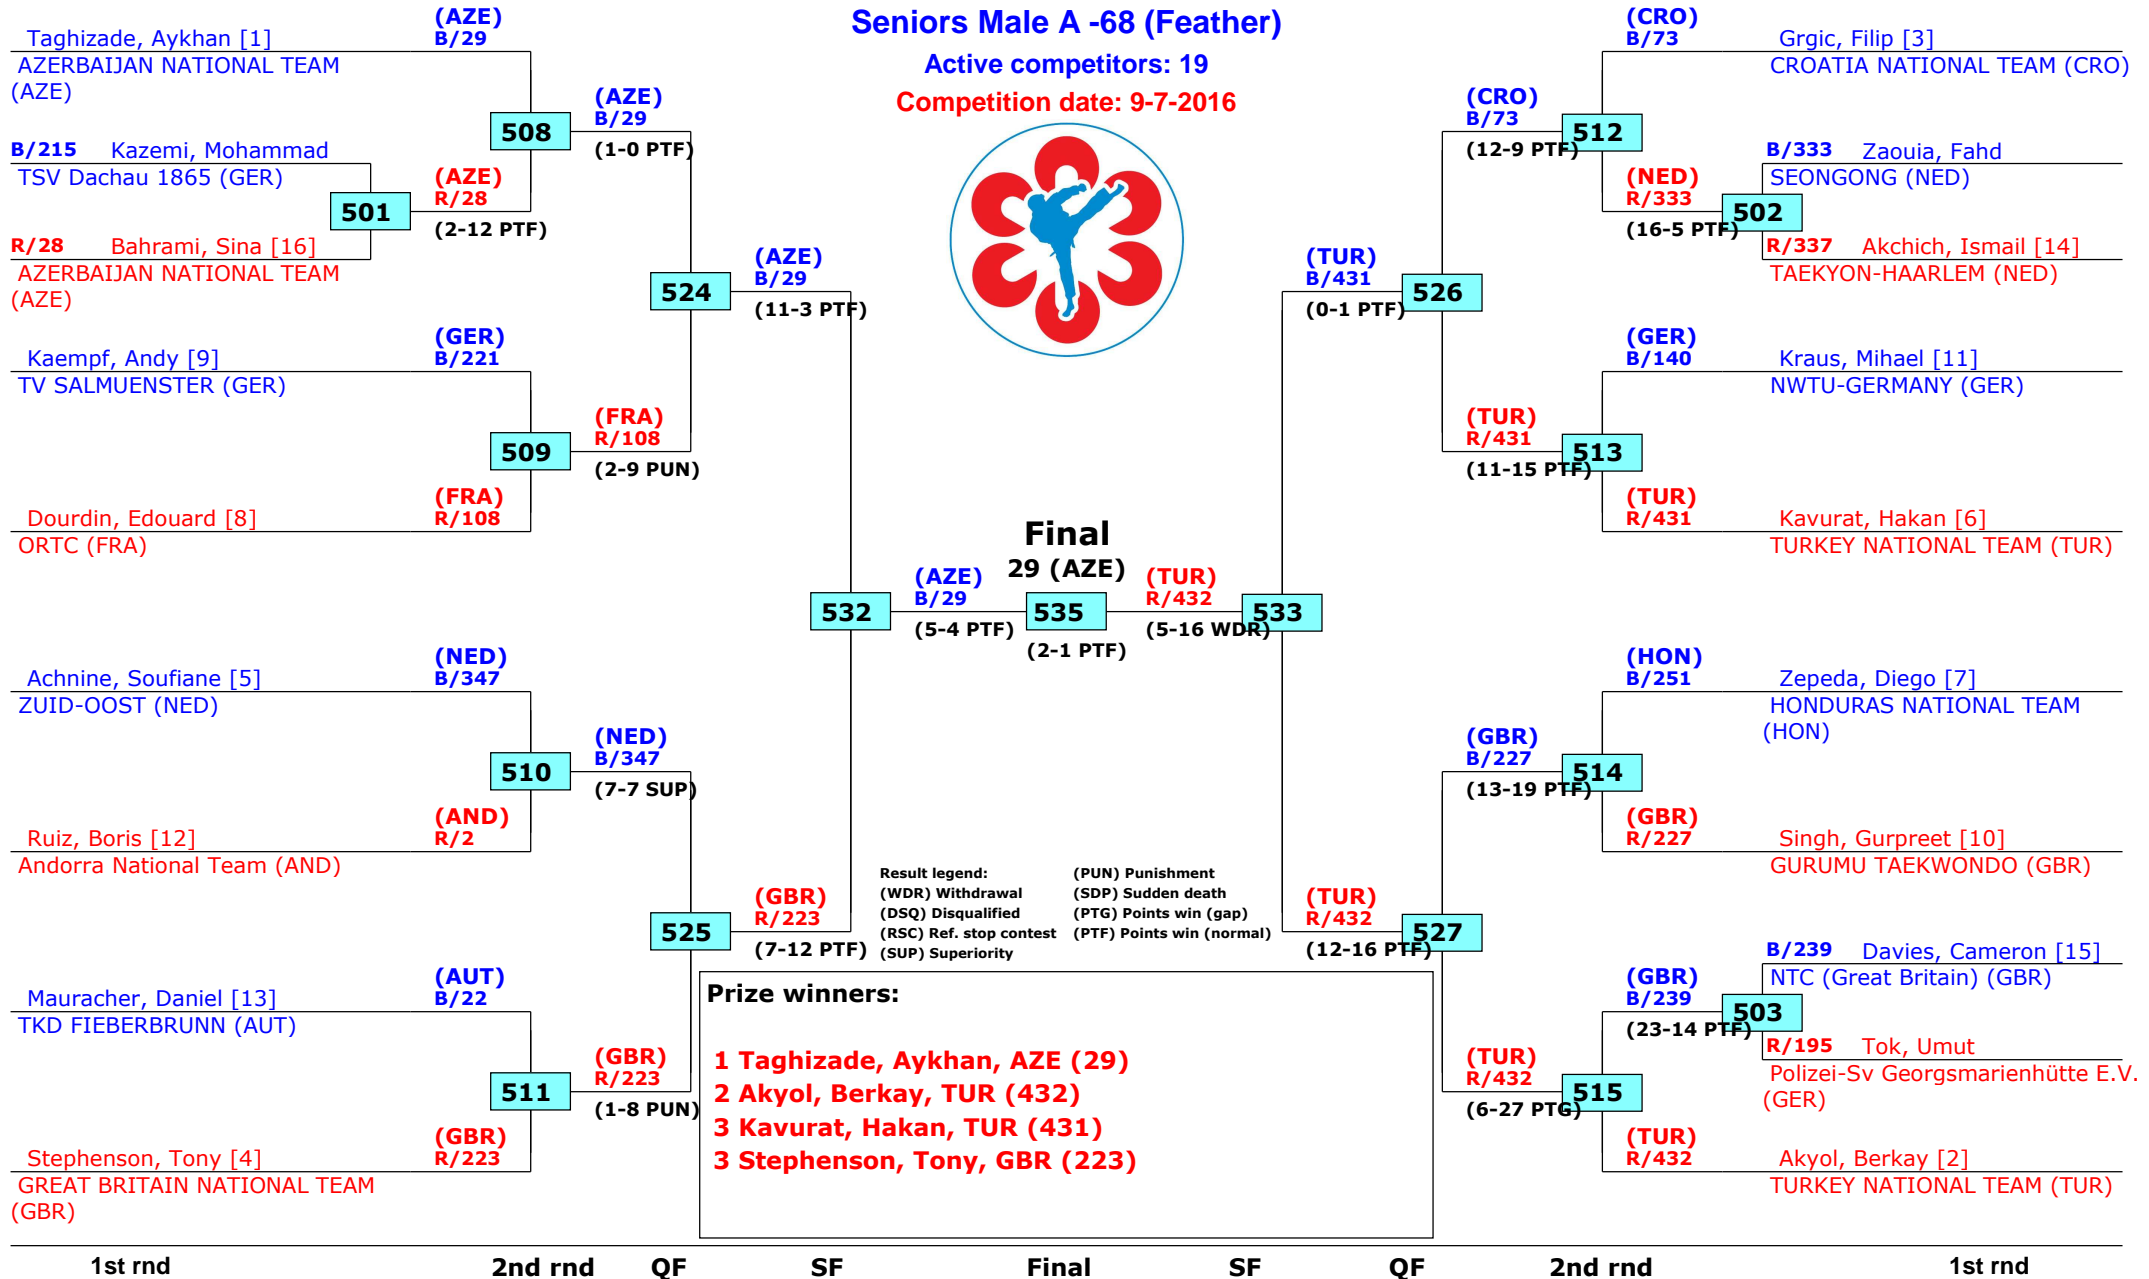 Seniors Male A -68 (Feather)
Active competitors: 19
Competition date: 9-7-2016
Taghizade, Aykhan [1]
AZERBAIJAN NATIONAL TEAM
(AZE)
(AZE)
B/29
B/215 Kazemi, Mohammad
TSV Dachau 1865 (GER)
501
R/28 Bahrami, Sina [16]
AZERBAIJAN NATIONAL TEAM
(AZE)
(AZE)
R/28
(2-12 PTF)
508
(AZE)
B/29
(1-0 PTF)
Kaempf, Andy [9]
TV SALMUENSTER (GER)
(GER)
B/221
509
Dourdin, Edouard [8]
ORTC (FRA)
(FRA)
R/108
(FRA)
R/108
(2-9 PUN)
524
(AZE)
B/29
(11-3 PTF)
Achnine, Soufiane [5]
ZUID-OOST (NED)
(NED)
B/347
510
Ruiz, Boris [12]
Andorra National Team (AND)
(AND)
R/2
(NED)
B/347
(7-7 SUP)
Mauracher, Daniel [13]
TKD FIEBERBRUNN (AUT)
(AUT)
B/22
511
Stephenson, Tony [4]
GREAT BRITAIN NATIONAL TEAM
(GBR)
(GBR)
R/223
(GBR)
R/223
(1-8 PUN)
525
(GBR)
R/223
(7-12 PTF)
532
(AZE)
B/29
(5-4 PTF)
Final
29 (AZE)
535
(2-1 PTF)
(TUR)
R/432
(5-16 WDR)
533
(CRO)
B/73
Grgic, Filip [3]
CROATIA NATIONAL TEAM (CRO)
(CRO)
B/73
(12-9 PTF)
512
B/333 Zaouia, Fahd
SEONGONG (NED)
(NED)
R/333
(16-5 PTF)
502
R/337 Akchich, Ismail [14]
TAEKYON-HAARLEM (NED)
(TUR)
B/431
(0-1 PTF)
526
(GER)
B/140
Kraus, Mihael [11]
NWTU-GERMANY (GER)
(TUR)
R/431
(11-15 PTF)
513
(TUR)
R/431
Kavurat, Hakan [6]
TURKEY NATIONAL TEAM (TUR)
(HON)
B/251
Zepeda, Diego [7]
HONDURAS NATIONAL TEAM
(HON)
(GBR)
B/227
(13-19 PTF)
514
(GBR)
R/227
Singh, Gurpreet [10]
GURUMU TAEKWONDO (GBR)
(TUR)
R/432
(12-16 PTF)
527
B/239 Davies, Cameron [15]
NTC (Great Britain) (GBR)
(GBR)
B/239
(23-14 PTF)
503
R/195 Tok, Umut
Polizei-Sv Georgsmarienhütte E.V.
(GER)
(TUR)
R/432
(6-27 PTG)
515
(TUR)
R/432
Akyol, Berkay [2]
TURKEY NATIONAL TEAM (TUR)
Result legend: (PUN) Punishment
(WDR) Withdrawal (SDP) Sudden death
(DSQ) Disqualified (PTG) Points win (gap)
(RSC) Ref. stop contest (PTF) Points win (normal)
(SUP) Superiority
Prize winners:
1 Taghizade, Aykhan, AZE (29)
2 Akyol, Berkay, TUR (432)
3 Kavurat, Hakan, TUR (431)
3 Stephenson, Tony, GBR (223)
1st rnd 2nd rnd QF SF Final SF QF 2nd rnd 1st rnd